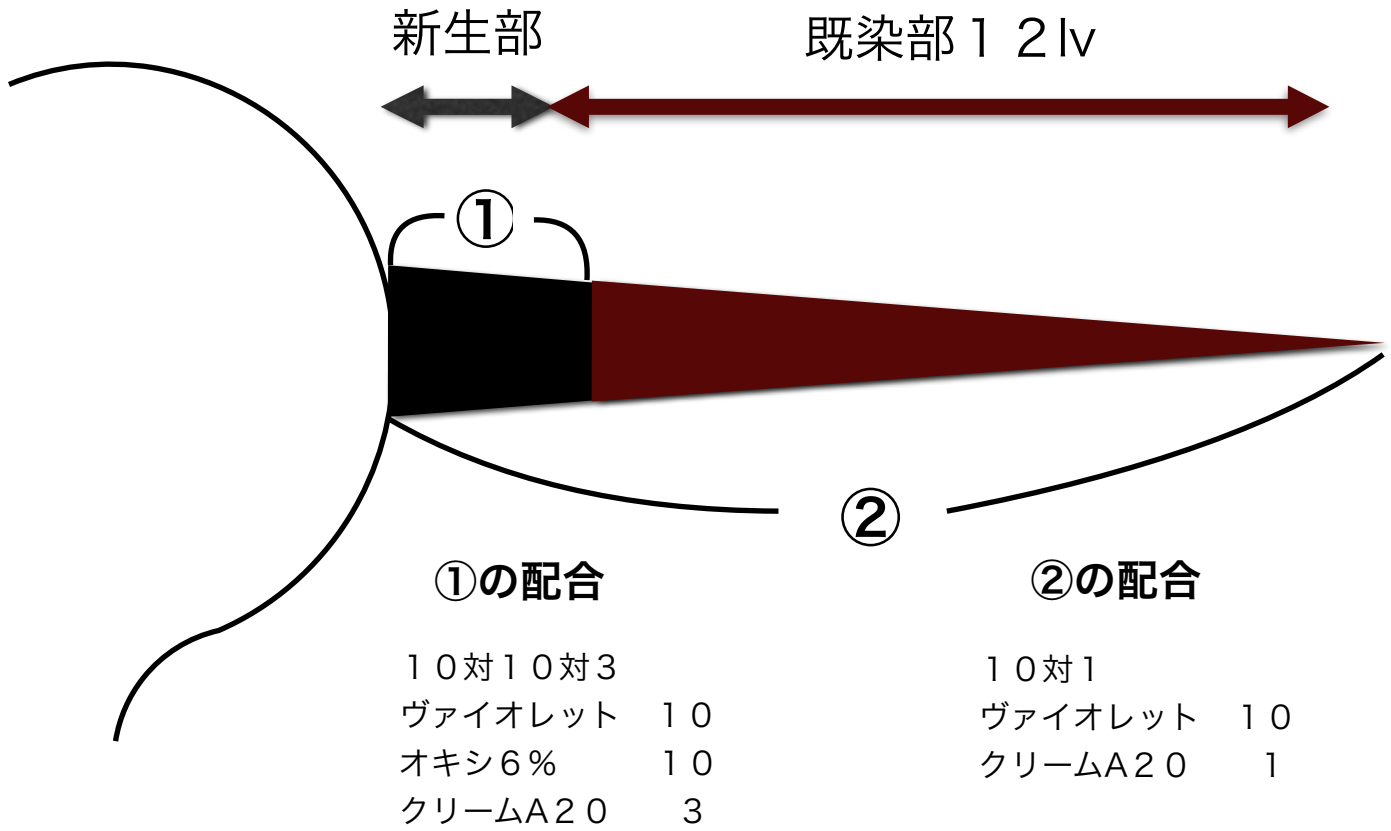 新生部
既染部１２lv
①
②
①の配合
１０対１０対３
ヴァイオレット　１０
オキシ６％　１０
クリームA２０　３
②の配合
１０対１
ヴァイオレット　１０
クリームA２０　１